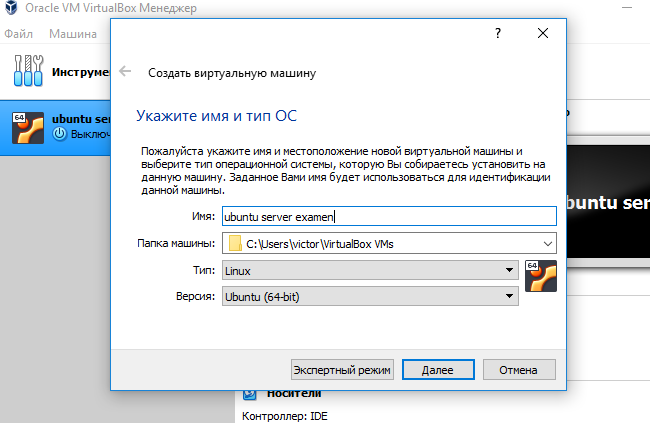 Oracle VM VirtualBox Менеджер
Файл Машина
Создать виртуальную машину
Инструме
64
ubuntu ser
Выключ
Укажите имя и тип ОС
Пожалуйста укажите имя и местоположение новой виртуальной машины и
выберите тип операционной системы, которую Вы собираетесь установить на
данную машину. Заданное Вами имя будет использоваться для идентификации
данной машины.
Имя: ubuntu server examen
Папка машины: C:\Users\victor\VirtualBox VMs
Тип: Linux
64
Версия: Ubuntu (64-bit)
buntu serv
Экспертный режим Далее Отмена
Носители
Контроллер: IDE